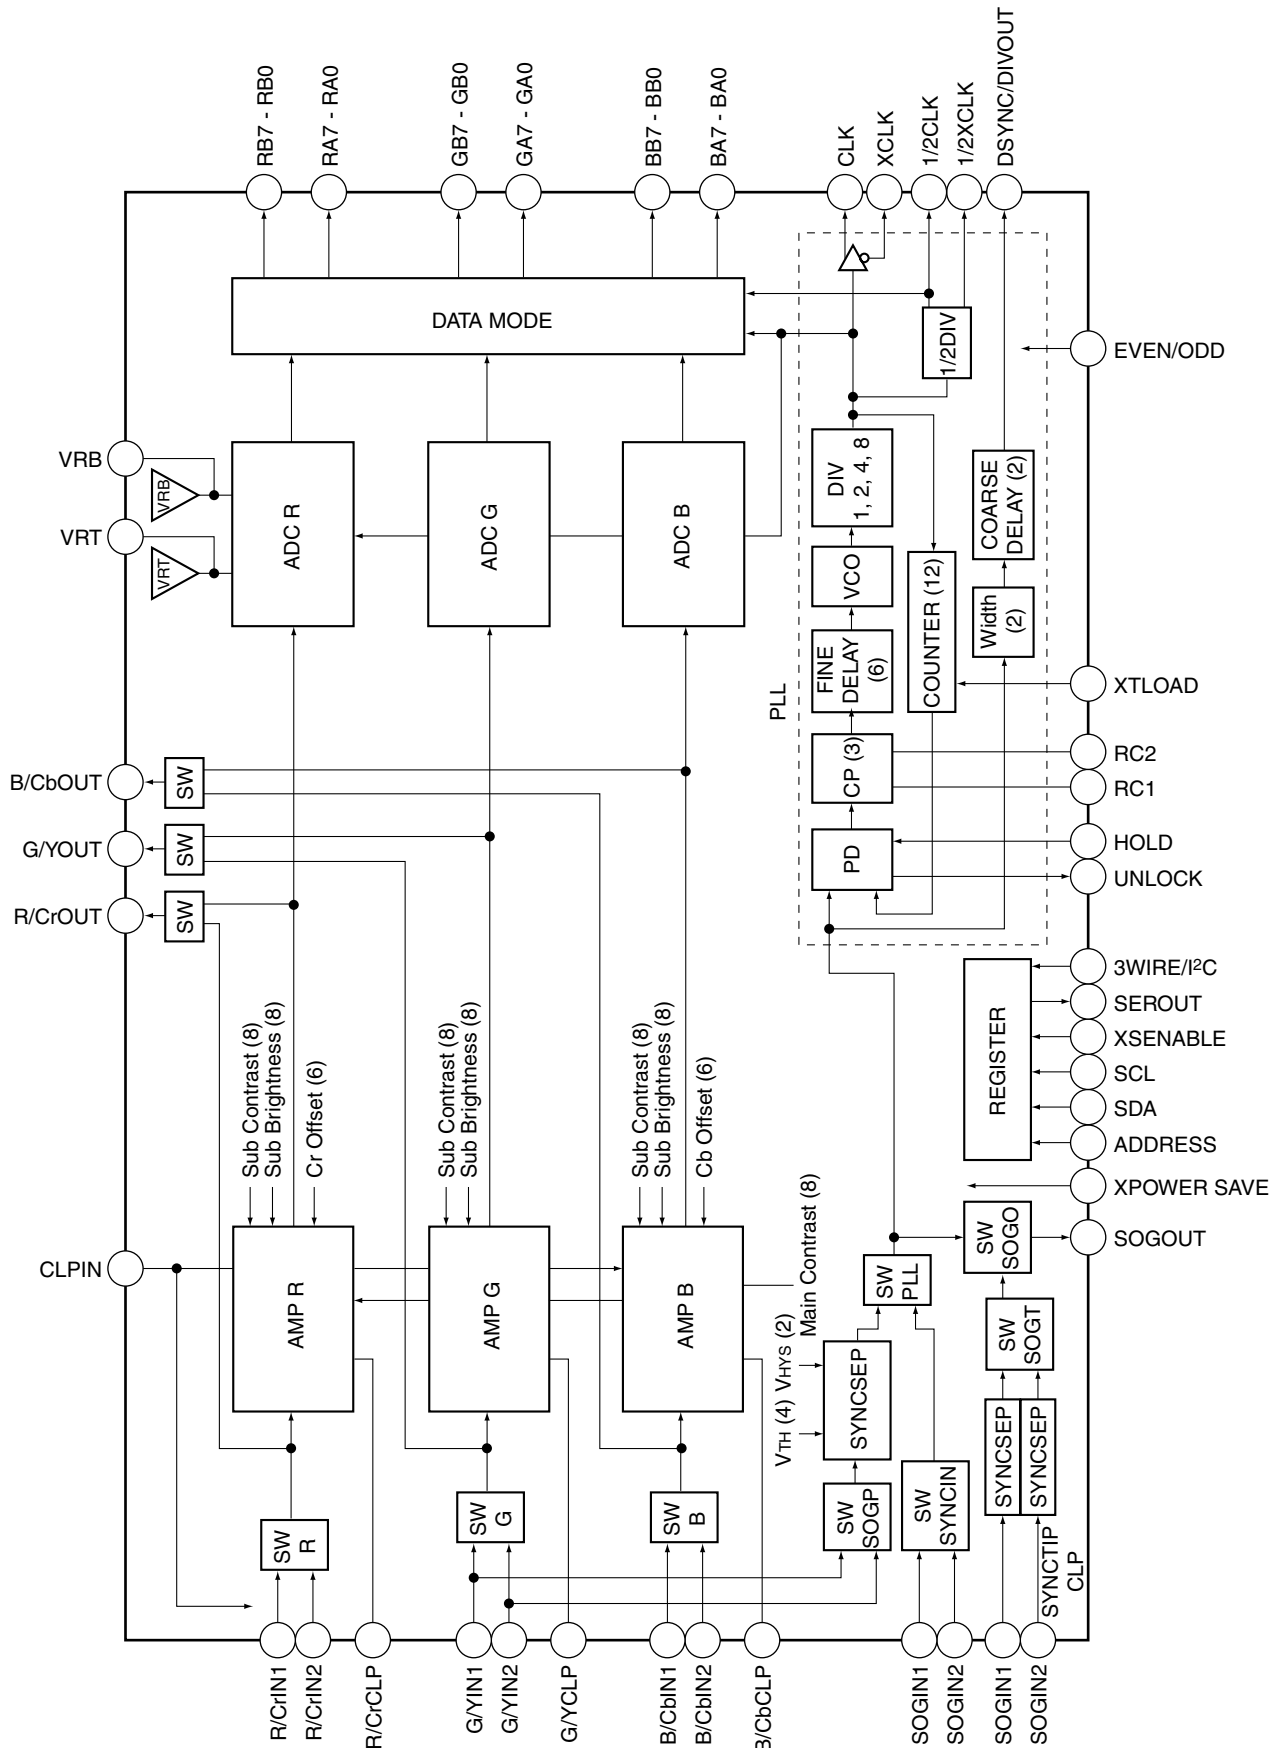 RB7 - RB0
RA7 - RA0
GB7 - GB0
GA7 - GA0
BB7 - BB0
BA7 - BA0
CLK
XCLK
1/2CLK
1/2XCLK
DSYNC/DIVOUT
DATA MODE
1/2DIV
EVEN/ODD
VRB
VRB
VRT
VRT
ADC R
ADC G
ADC B
DIV
1, 2, 4, 8
COARSE
DELAY (2)
VCO
COUNTER (12)
Width
(2)
FINE
DELAY
(6)
PLL
XTLOAD
CP (3)
RC2
RC1
B/CbOUT
SW
G/YOUT
SW
R/CrOUT
SW
PD
HOLD
UNLOCK
3WIRE/I²C
SEROUT
XSENABLE
SCL
SDA
ADDRESS
REGISTER
XPOWER SAVE
SOGOUT
Sub Contrast (8)
Sub Brightness (8)
Cr Offset (6)
Sub Contrast (8)
Sub Brightness (8)
Sub Contrast (8)
Sub Brightness (8)
Cb Offset (6)
CLPIN
AMP R
AMP G
AMP B
Main Contrast (8)
SW
PLL
SW
SOGO
VTH (4)
VHYS (2)
SYNCSEP
SW
SOGT
SYNCSEP
SYNCSEP
SW
R
SW
G
SW
B
SW
SOGP
SW
SYNCIN
SYNCTIP
CLP
R/CrIN1
R/CrIN2
R/CrCLP
G/YIN1
G/YIN2
G/YCLP
B/CbIN1
B/CbIN2
B/CbCLP
SOGIN1
SOGIN2
SOGIN1
SOGIN2